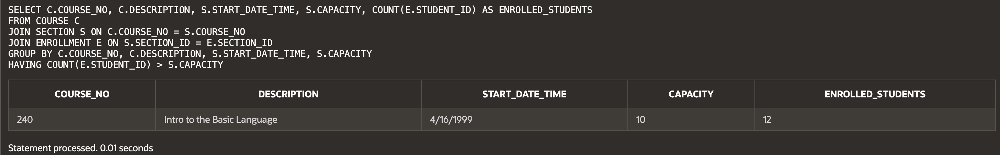 SELECT C.COURSE_NO, C.DESCRIPTION, S.START_DATE_TIME, S.CAPACITY, COUNT(E.STUDENT_ID) AS ENROLLED_STUDENTS
FROM COURSE C
JOIN SECTION S ON C.COURSE_NO = S.COURSE_NO
JOIN ENROLLMENT E ON S.SECTION_ID = E.SECTION_ID
GROUP BY C.COURSE_NO, C.DESCRIPTION, S.START_DATE_TIME, S.CAPACITY
HAVING COUNT(E.STUDENT_ID) > S.CAPACITY
COURSE_NO DESCRIPTION START_DATE_TIME CAPACITY ENROLLED_STUDENTS
240 Intro to the Basic Language 4/16/1999 10 12
Statement processed. 0.01 seconds